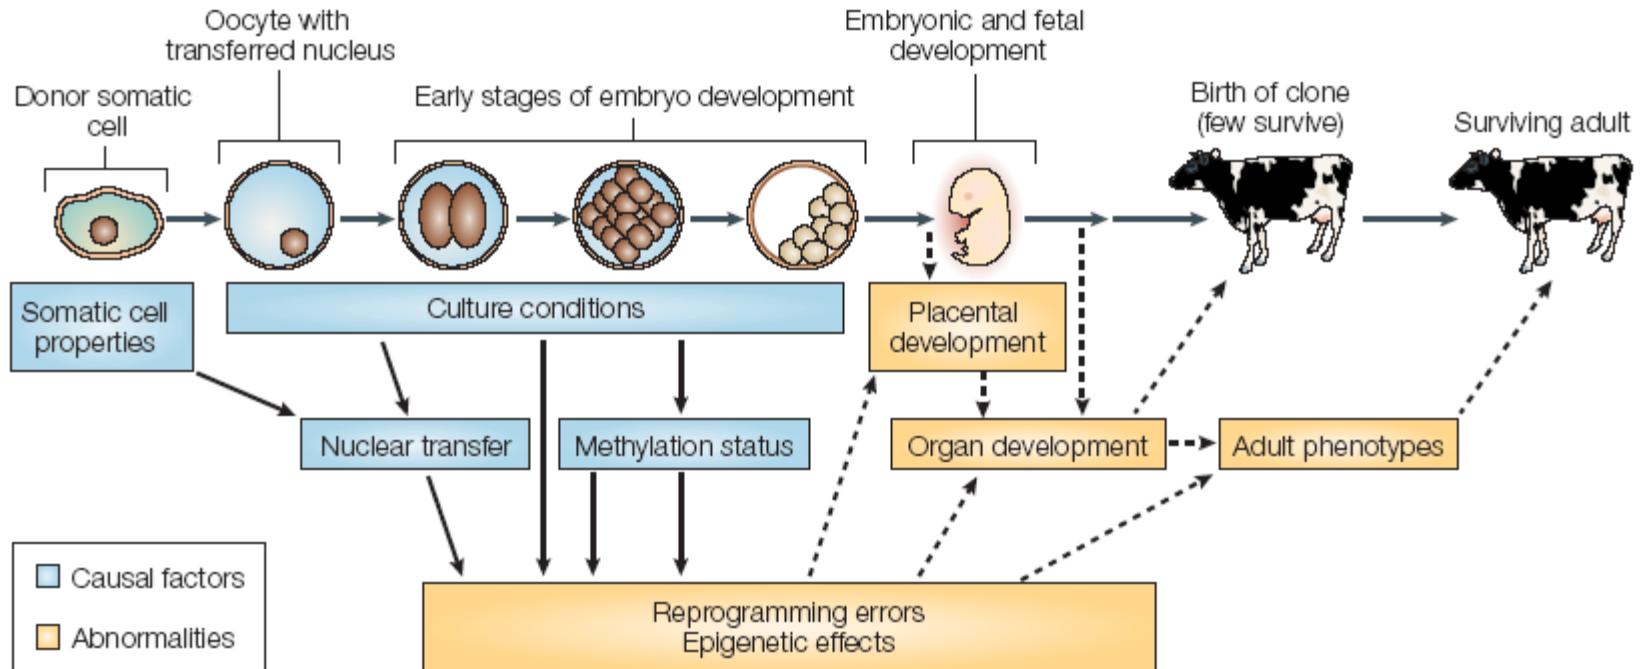 Oocyte with
transferred nucleus
Embryonic and fetal
development
Donor somatic
cell
Early stages of embryo development
Birth of clone
(few survive)
Surviving adult
Somatic cell
properties
Culture conditions
Placental
development
Nuclear transfer
Methylation status
Organ development
Adult phenotypes
Causal factors
Abnormalities
Reprogramming errors
Epigenetic effects